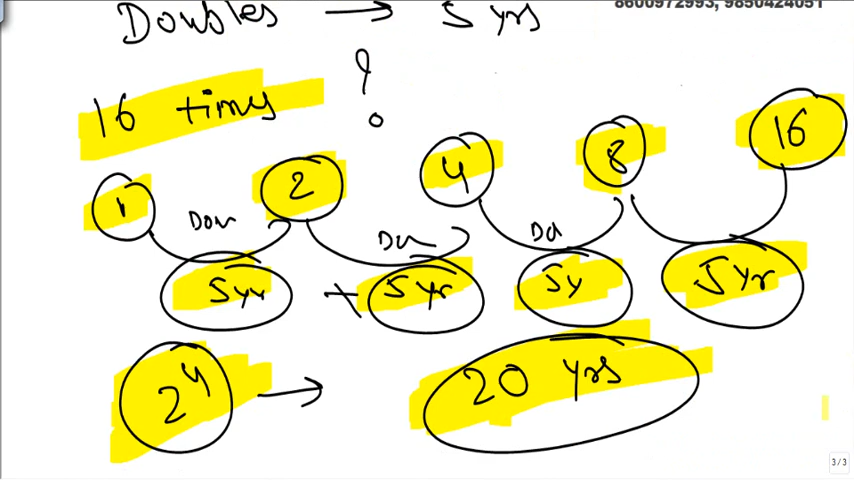 Doubles → 5 yrs
8600972993, 9850424051
16 times ?
1 2 4 8 16
Dou Du Dd
5yr + 5yr 5y 5yr
2⁴ → 20 yrs
3/3